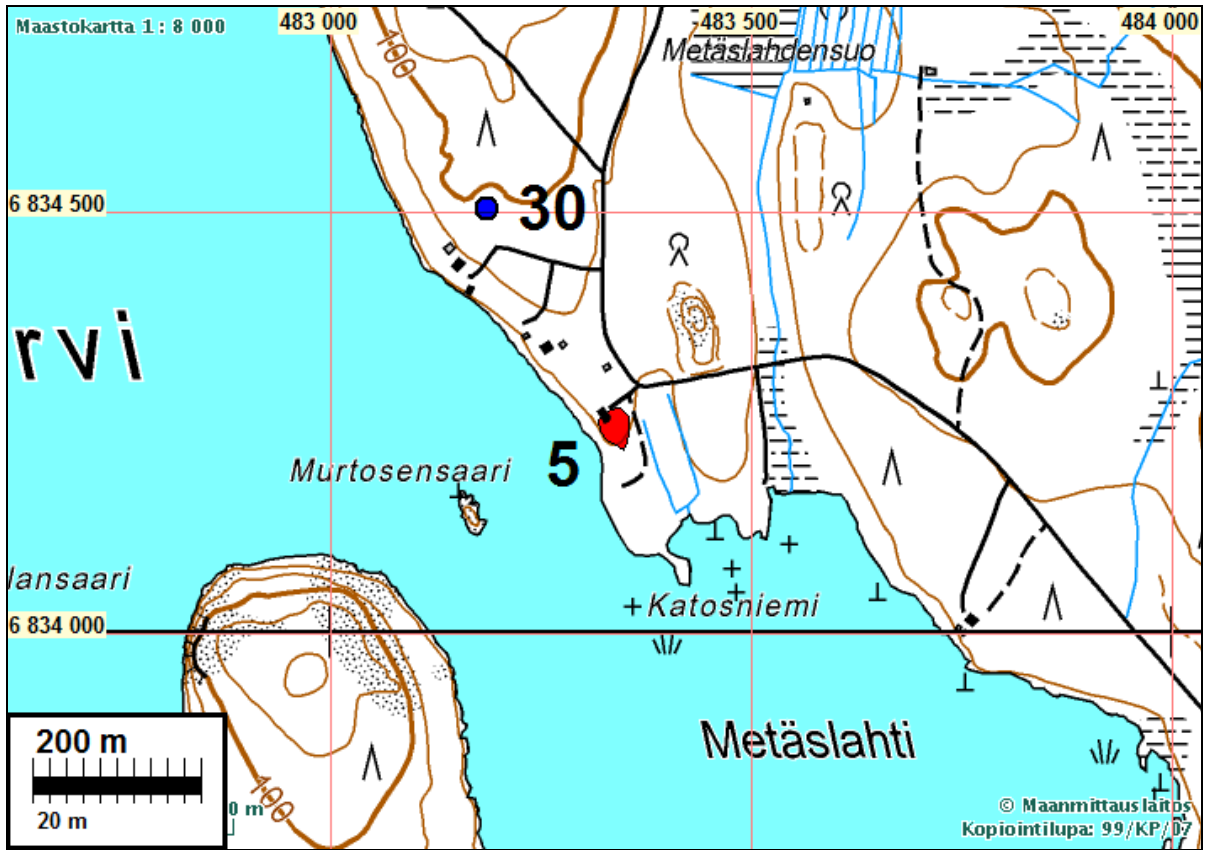 Maastokartta 1 : 8 000
483 000
483 500
484 000
Metäslahdensuo
100
6 834 500
30
rvi
5
Murtosensaari
lansaari
Katosniemi
6 834 000
Metäslahti
200 m
20 m
100
0 m
© Maanmittauslaitos
Kopiointilupa: 99/KP/07